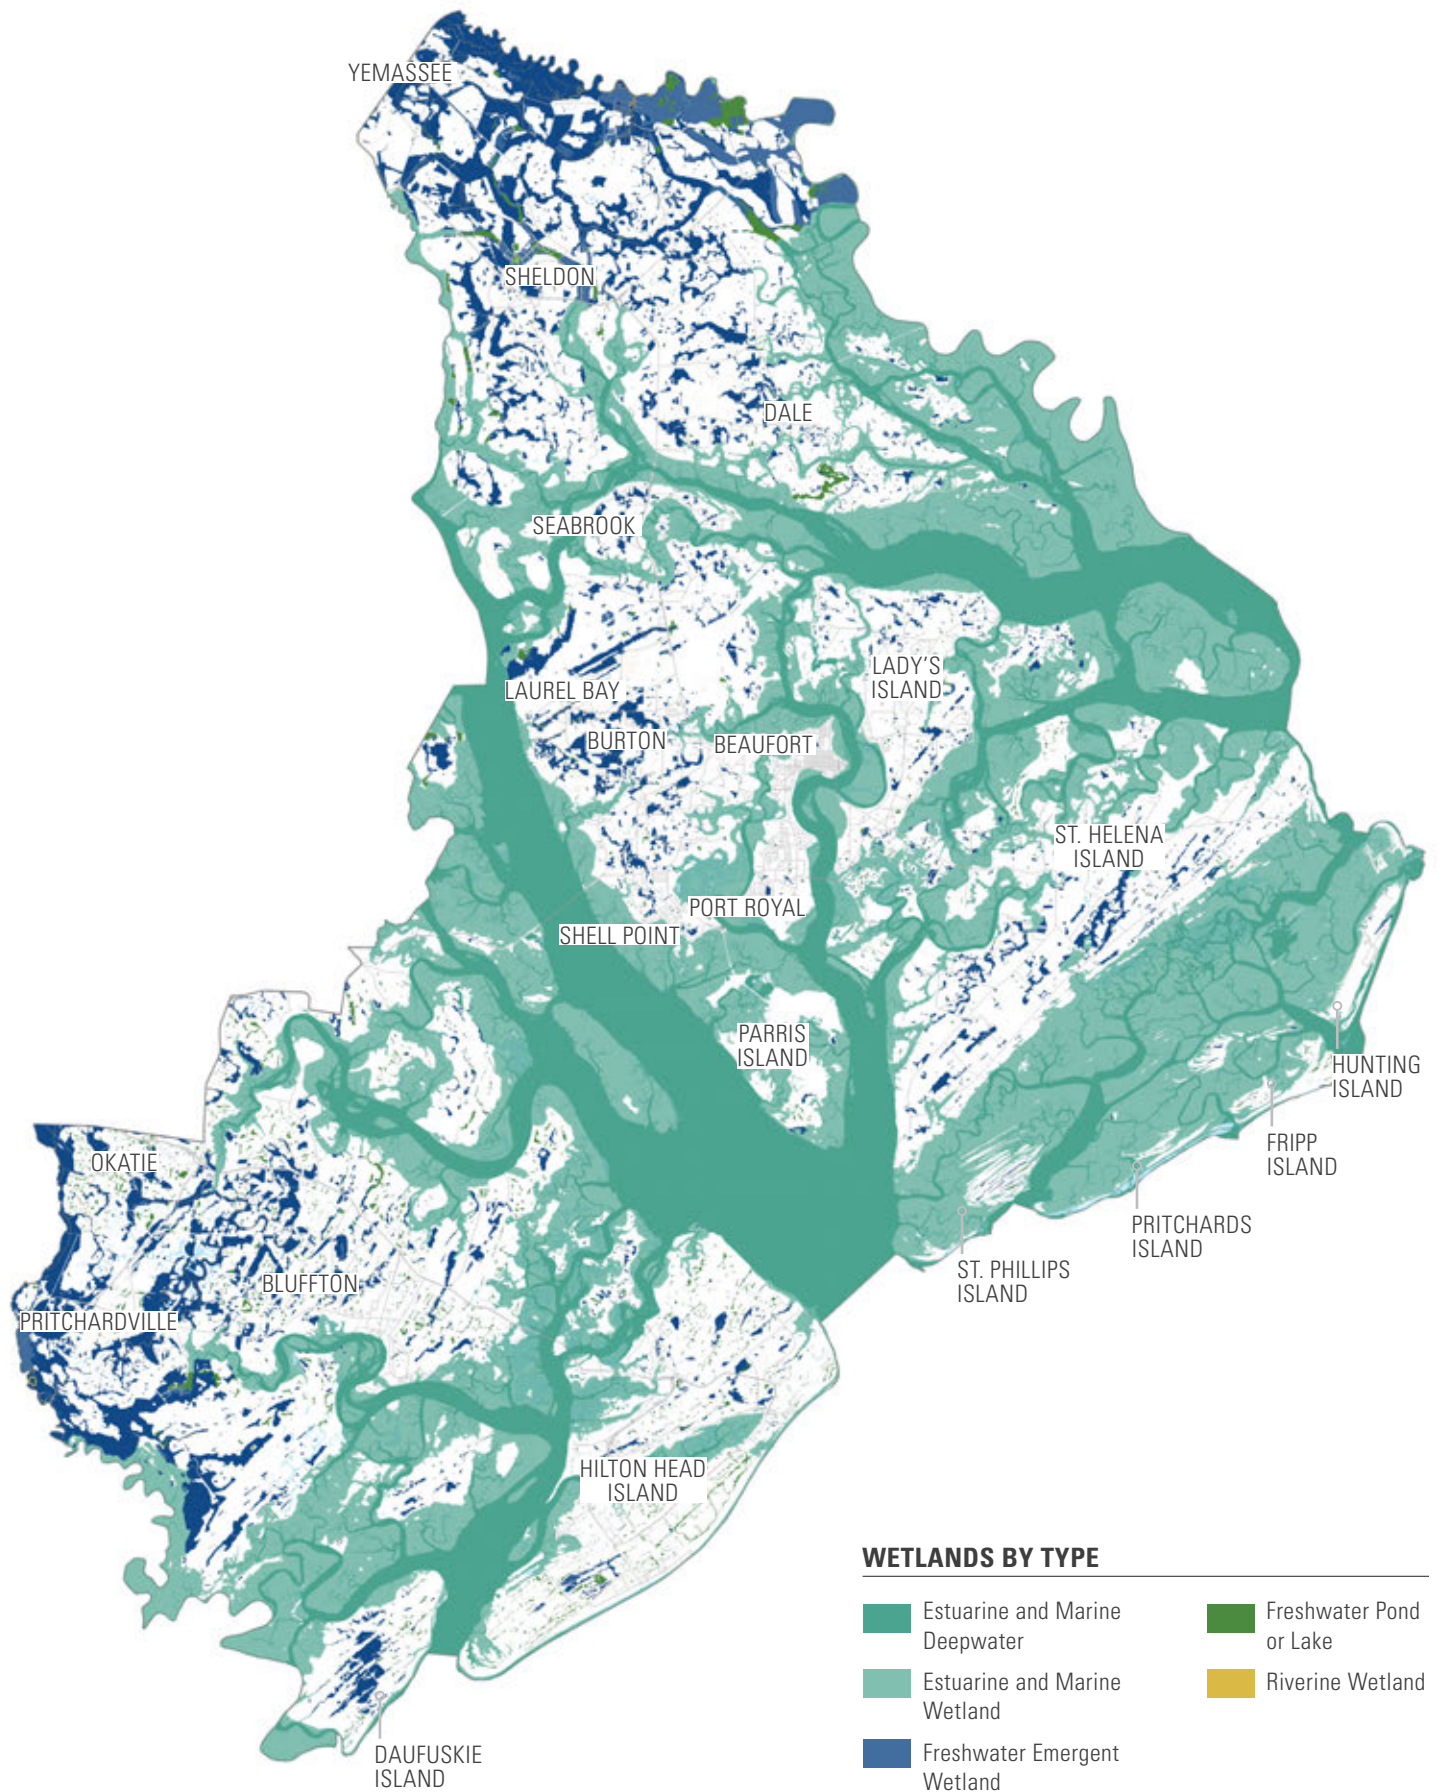 YEMASSEE
SHELDON
DALE
SEABROOK
LADY'S
ISLAND
LAUREL BAY
BURTON
BEAUFORT
ST. HELENA
ISLAND
PORT ROYAL
SHELL POINT
PARRIS
ISLAND
HUNTING
ISLAND
FRIPP
ISLAND
OKATIE
PRITCHARDS
ISLAND
ST. PHILLIPS
ISLAND
BLUFFTON
PRITCHARDVILLE
HILTON HEAD
ISLAND
DAUFUSKIE
ISLAND
WETLANDS BY TYPE
Estuarine and Marine
Deepwater
Estuarine and Marine
Wetland
Freshwater Emergent
Wetland
Freshwater Pond
or Lake
Riverine Wetland